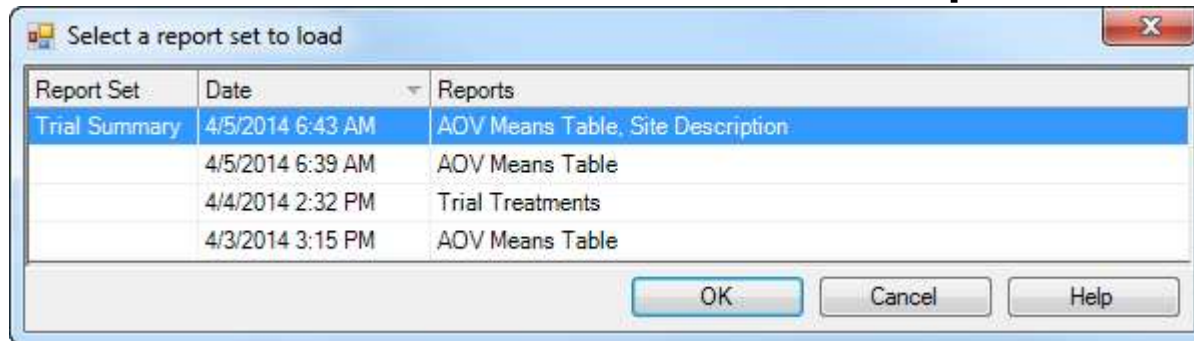 Select a report set to load
Report Set Date Reports
Trial Summary 4/5/2014 6:43 AM AOV Means Table, Site Description
4/5/2014 6:39 AM AOV Means Table
4/4/2014 2:32 PM Trial Treatments
4/3/2014 3:15 PM AOV Means Table
OK Cancel Help